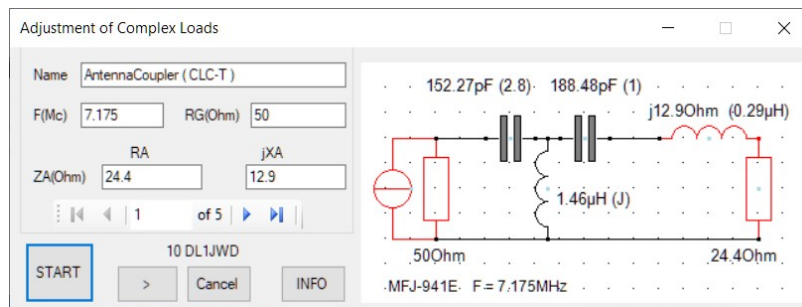 Adjustment of Complex Loads
Name AntennaCoupler ( CLC-T )
F(Mc) 7.175 RG(Ohm) 50
RA jXA
ZA(Ohm) 24.4 12.9
1 of 5
10 DL1JWD
START > Cancel INFO
152.27pF (2.8) 188.48pF (1)
j12.9Ohm (0.29µH)
1.46µH (J)
50Ohm 24.4Ohm
MFJ-941E F = 7.175MHz